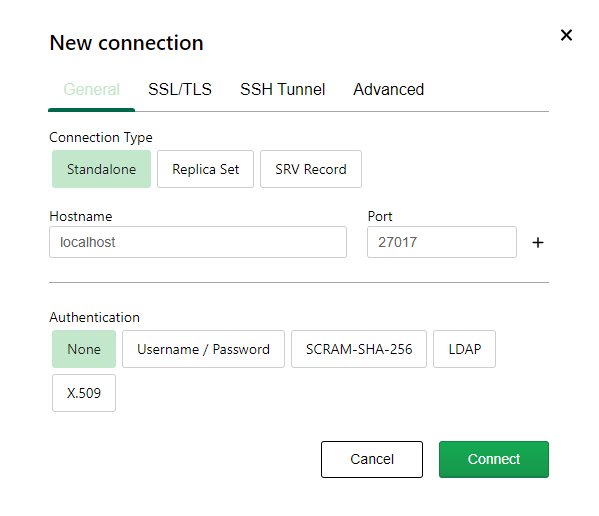 New connection
General SSL/TLS SSH Tunnel Advanced
Connection Type
Standalone Replica Set SRV Record
Hostname Port
localhost 27017 +
Authentication
None Username / Password SCRAM-SHA-256 LDAP
X.509
Cancel Connect